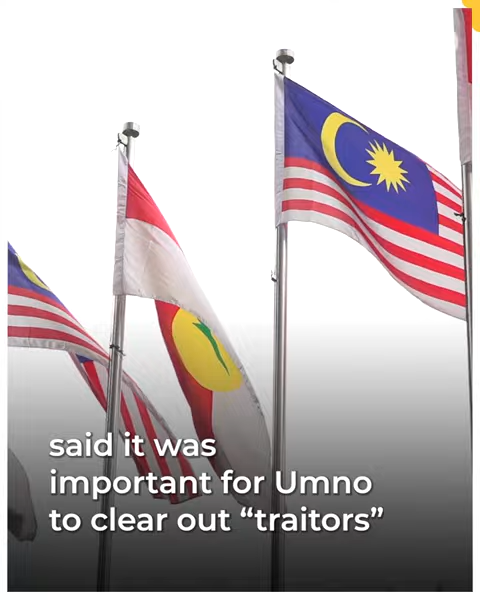 said it was
important for Umno
to clear out “traitors”